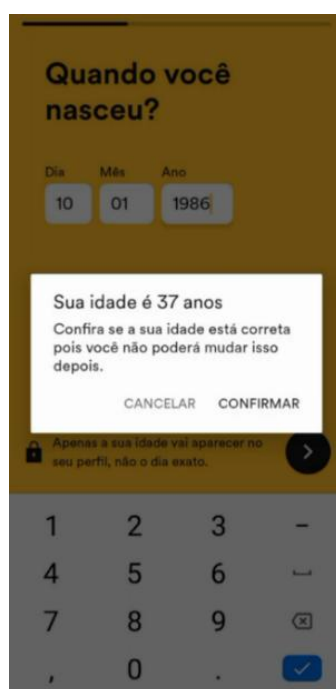 Quando você
nasceu?
Dia Mês Ano
10 01 1986
Sua idade é 37 anos
Confira se a sua idade está correta
pois você não poderá mudar isso
depois.
CANCELAR CONFIRMAR
Apenas a sua idade vai aparecer no
seu perfil, não o dia exato.
1 2 3 -
4 5 6
7 8 9
, 0 .